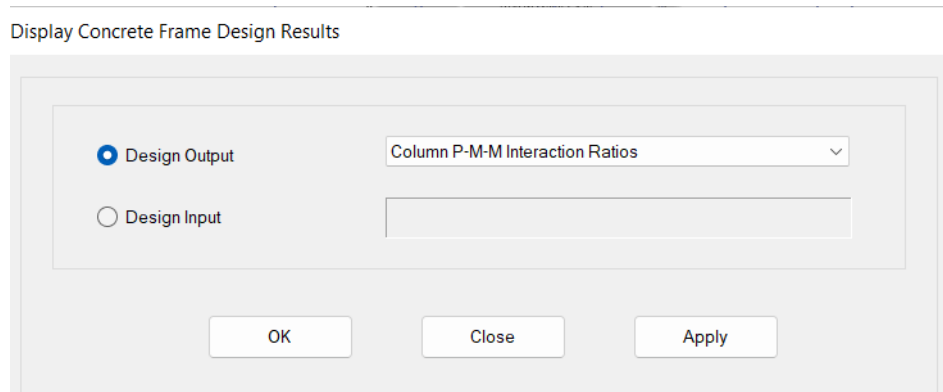 Display Concrete Frame Design Results
Design Output
Column P-M-M Interaction Ratios
Design Input
OK
Close
Apply